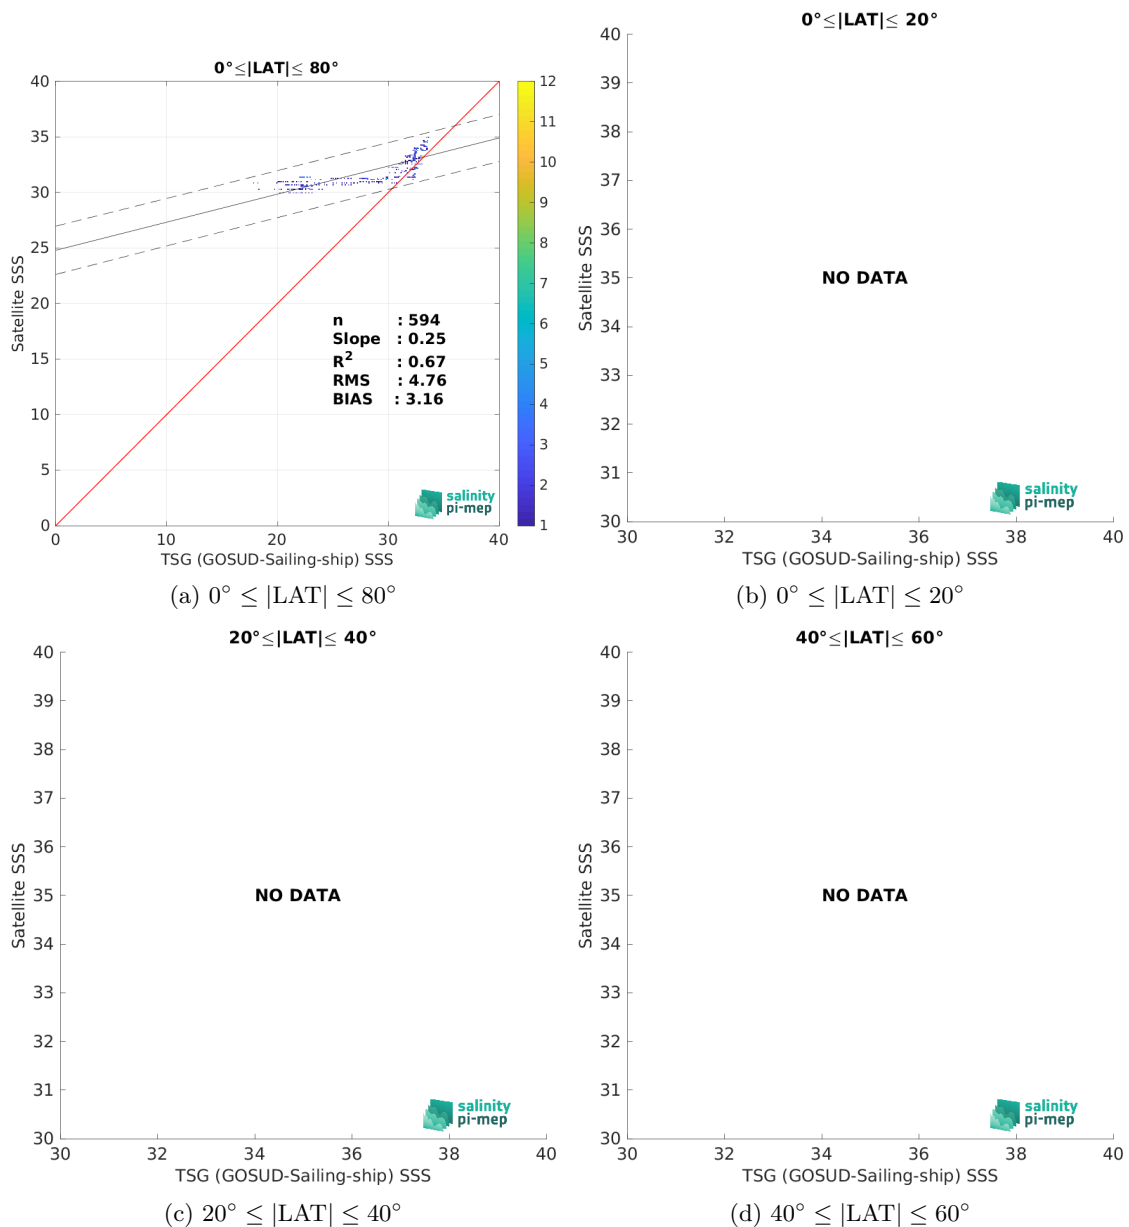 0°≤|LAT|≤ 80°
40
35
30
25
20
15
10
5
0
Satellite SSS
0
10
20
30
40
TSG (GOSUD-Sailing-ship) SSS
n : 594
Slope : 0.25
R² : 0.67
RMS : 4.76
BIAS : 3.16
salinity
pi-mep
12
11
10
9
8
7
6
5
4
3
2
1
(a) 0° ≤ |LAT| ≤ 80°
0°≤|LAT|≤ 20°
40
39
38
37
36
35
34
33
32
31
30
Satellite SSS
NO DATA
salinity
pi-mep
30
32
34
36
38
40
TSG (GOSUD-Sailing-ship) SSS
(b) 0° ≤ |LAT| ≤ 20°
20°≤|LAT|≤ 40°
40
39
38
37
36
35
34
33
32
31
30
Satellite SSS
NO DATA
salinity
pi-mep
30
32
34
36
38
40
TSG (GOSUD-Sailing-ship) SSS
(c) 20° ≤ |LAT| ≤ 40°
40°≤|LAT|≤ 60°
40
39
38
37
36
35
34
33
32
31
30
Satellite SSS
NO DATA
salinity
pi-mep
30
32
34
36
38
40
TSG (GOSUD-Sailing-ship) SSS
(d) 40° ≤ |LAT| ≤ 60°